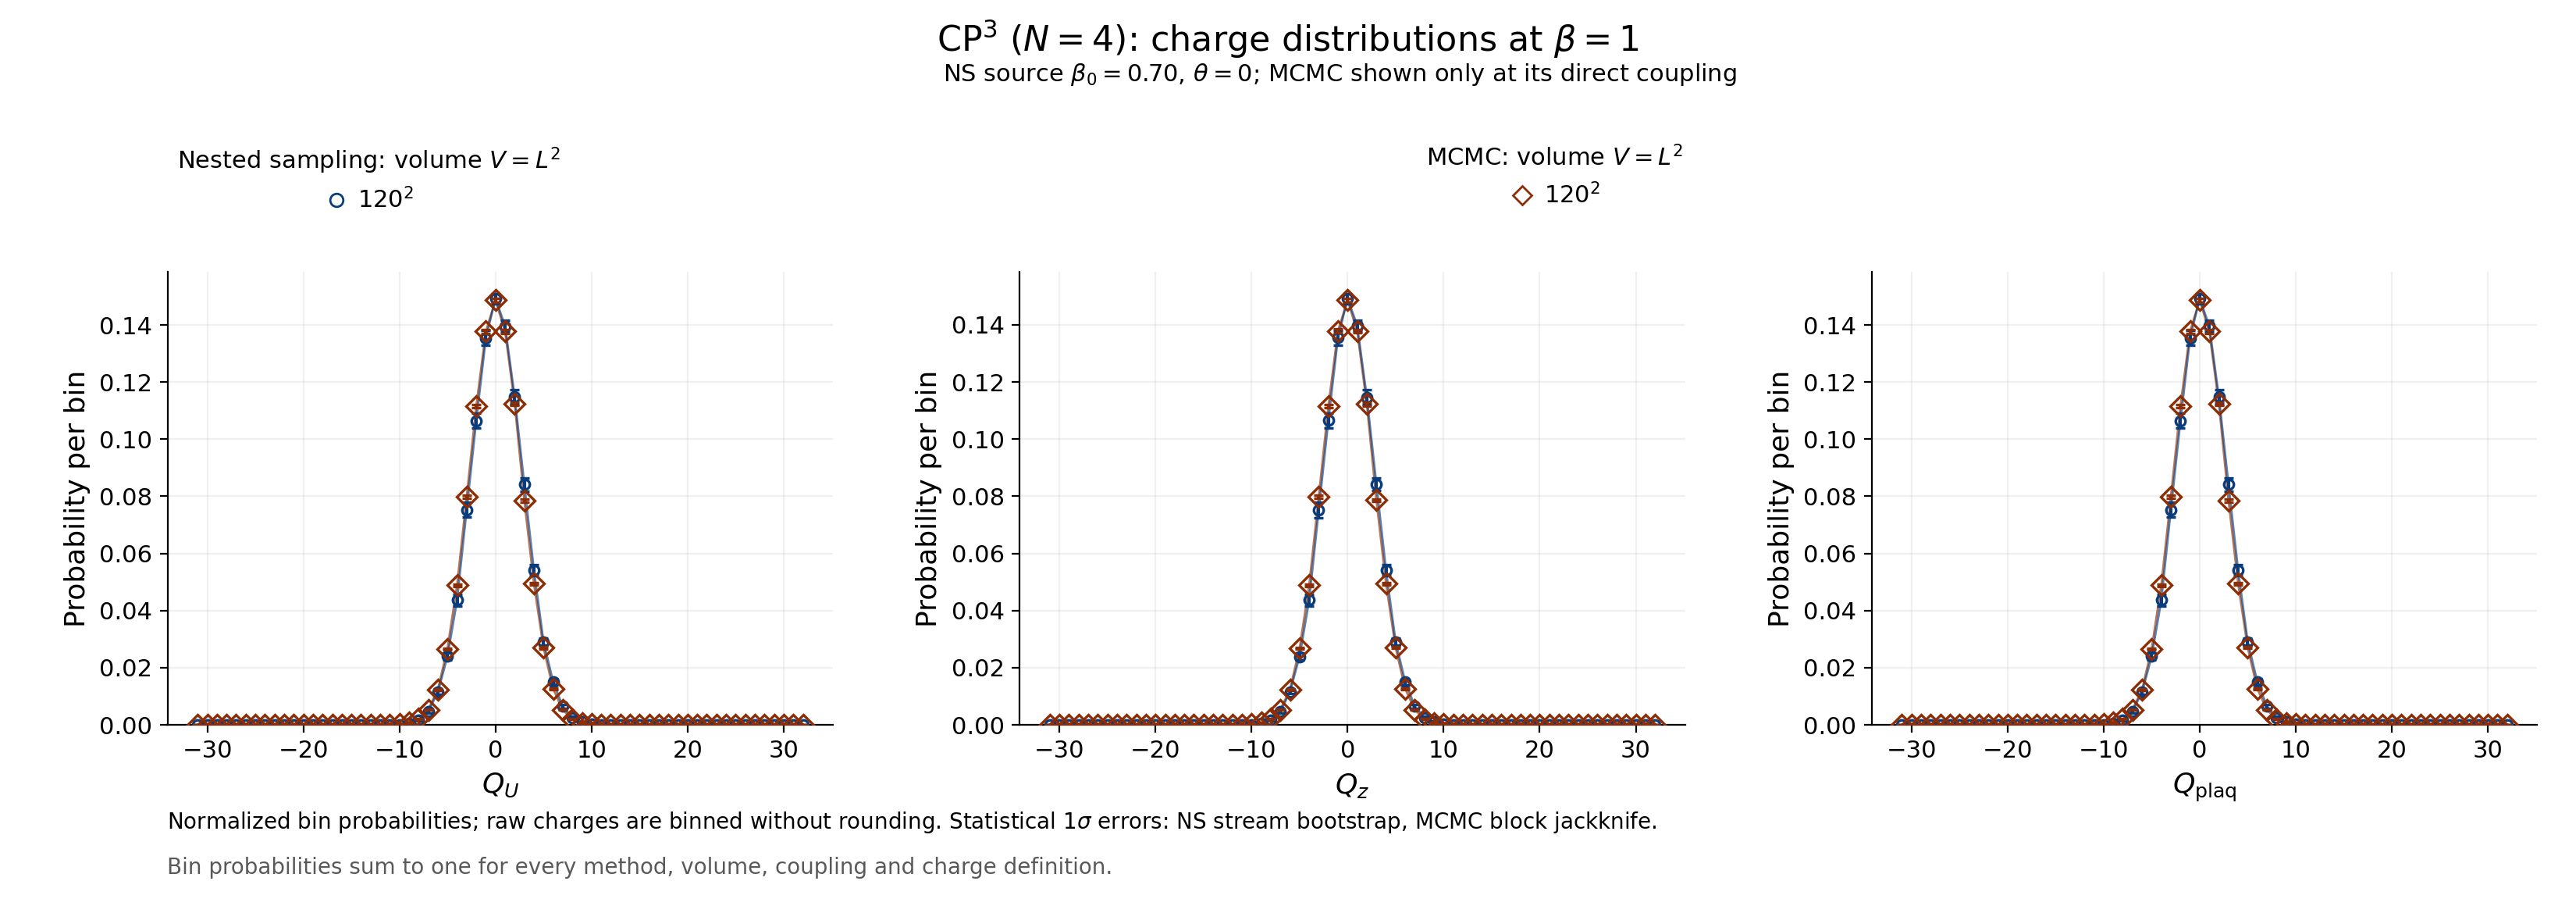 CP³ (N = 4): charge distributions at β = 1
NS source β₀ = 0.70, θ = 0; MCMC shown only at its direct coupling
Nested sampling: volume V = L²
120²
MCMC: volume V = L²
120²
Probability per bin
0.14
0.12
0.10
0.08
0.06
0.04
0.02
0.00
−30 −20 −10 0 10 20 30
Q_U
Probability per bin
0.14
0.12
0.10
0.08
0.06
0.04
0.02
0.00
−30 −20 −10 0 10 20 30
Q_z
Probability per bin
0.14
0.12
0.10
0.08
0.06
0.04
0.02
0.00
−30 −20 −10 0 10 20 30
Q_plaq
Normalized bin probabilities; raw charges are binned without rounding. Statistical 1σ errors: NS stream bootstrap, MCMC block jackknife.
Bin probabilities sum to one for every method, volume, coupling and charge definition.